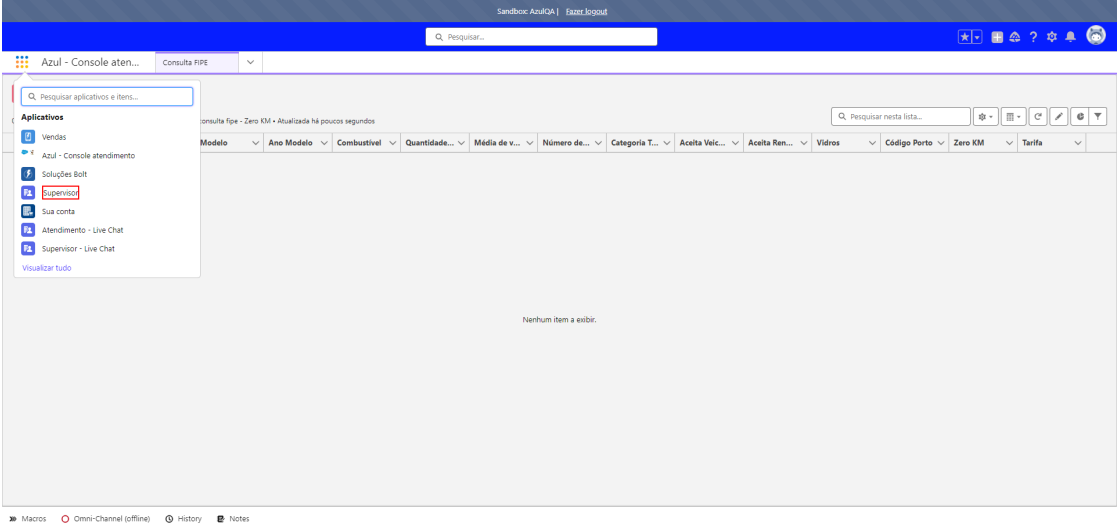 Sandbox: AzulQA | Fazer logout
Pesquisar...
Azul - Console aten... Consulta FIPE
Pesquisar aplicativos e itens...
Aplicativos
Vendas
Azul - Console atendimento
Soluções Bolt
Supervisor
Sua conta
Atendimento - Live Chat
Supervisor - Live Chat
Visualizar tudo
consulta fipe - Zero KM • Atualizada há poucos segundos
Pesquisar nesta lista...
Modelo Ano Modelo Combustível Quantidade... Média de v... Número de... Categoria T... Aceita Veíc... Aceita Ren... Vidros Código Porto Zero KM Tarifa
Nenhum item a exibir.
Macros Omni-Channel (offline) History Notes